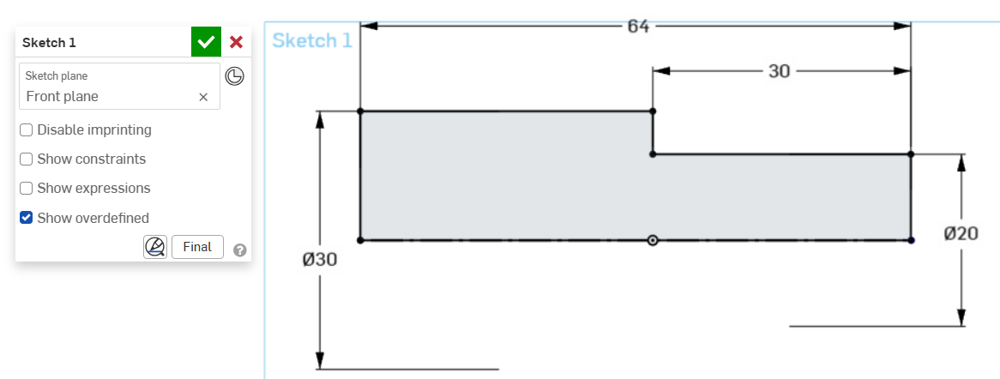 Sketch 1
Sketch plane
Front plane
Disable imprinting
Show constraints
Show expressions
Show overdefined
Final
?
Sketch 1
64
30
Ø30
Ø20